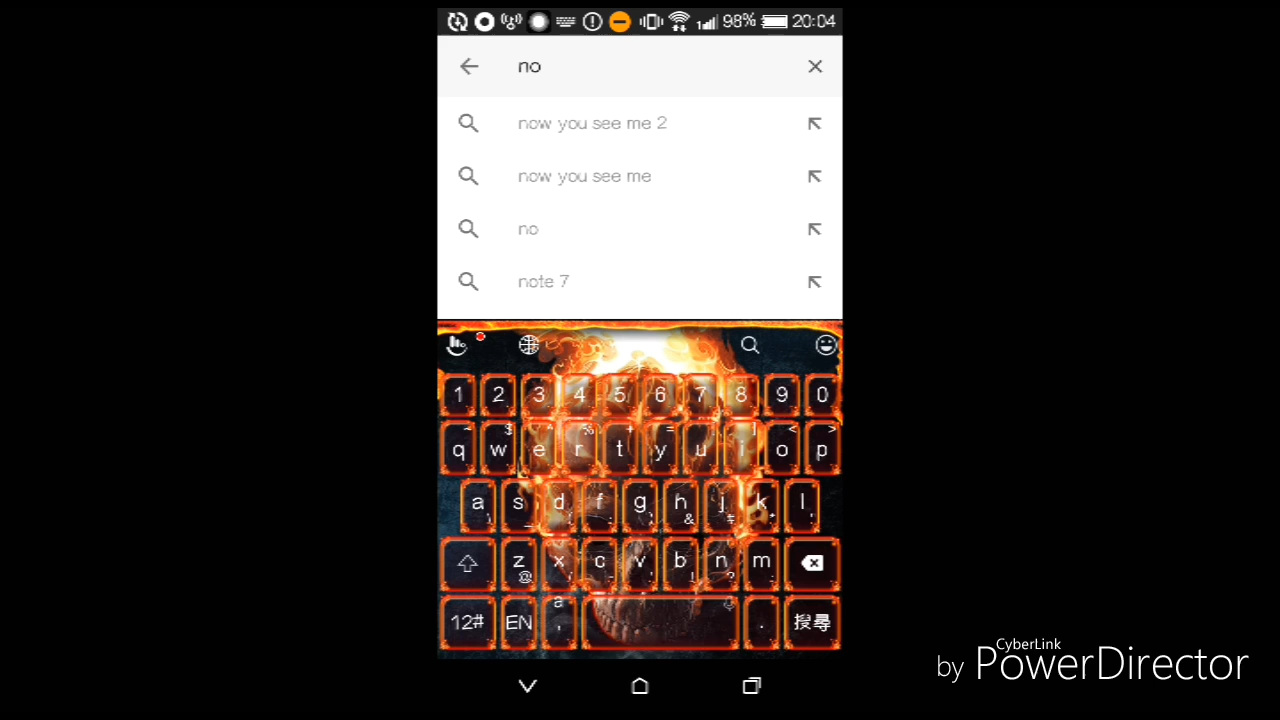 98% 20:04
no
now you see me 2
now you see me
no
note 7
1 2 3 4 5 6 7 8 9 0
q w e r t y u i o p
a s d f g h j k l
z x c v b n m
12# EN , . 搜尋
CyberLink
by PowerDirector